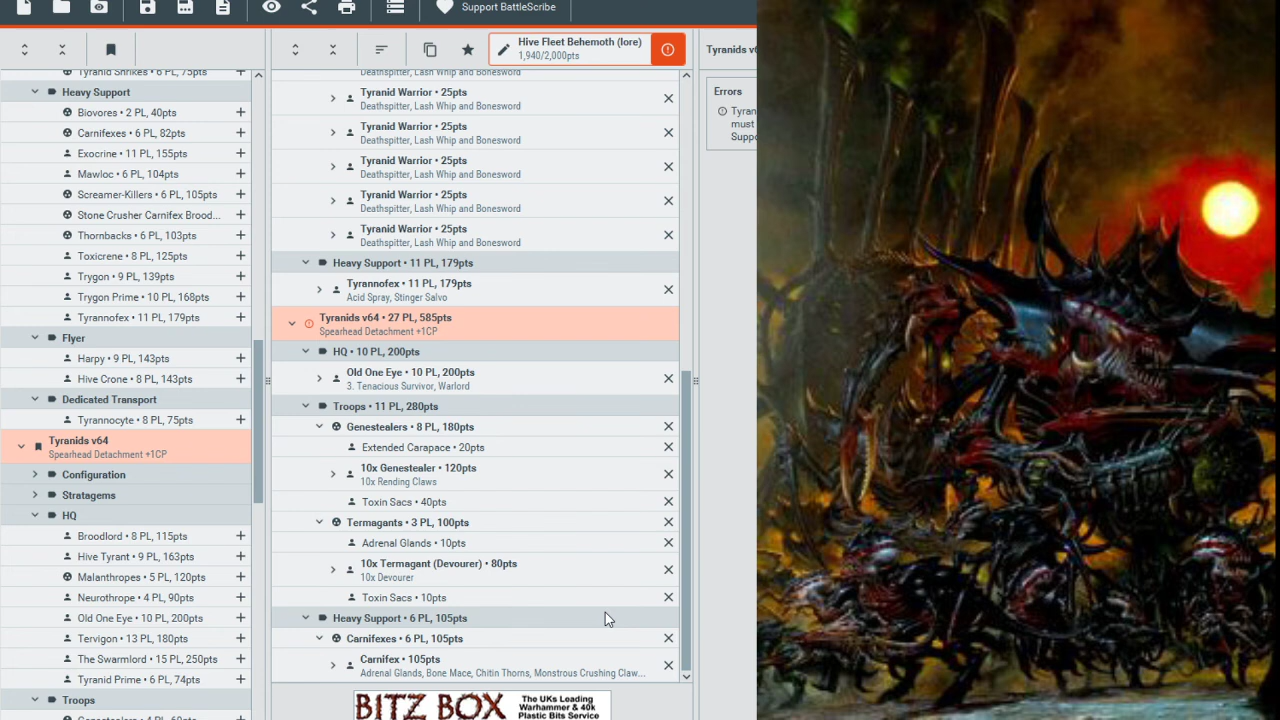 Support BattleScribe
Tyranid Shrikes • 6 PL, 75pts
Heavy Support
Biovores • 2 PL, 40pts
Carnifexes • 6 PL, 82pts
Exocrine • 11 PL, 155pts
Mawloc • 6 PL, 104pts
Screamer-Killers • 6 PL, 105pts
Stone Crusher Carnifex Brood...
Thornbacks • 6 PL, 103pts
Toxicrene • 8 PL, 125pts
Trygon • 9 PL, 139pts
Trygon Prime • 10 PL, 168pts
Tyrannofex • 11 PL, 179pts
Flyer
Harpy • 9 PL, 143pts
Hive Crone • 8 PL, 143pts
Dedicated Transport
Tyrannocyte • 8 PL, 75pts
Tyranids v64
Spearhead Detachment +1CP
Configuration
Stratagems
HQ
Broodlord • 8 PL, 115pts
Hive Tyrant • 9 PL, 163pts
Malanthropes • 5 PL, 120pts
Neurothrope • 4 PL, 90pts
Old One Eye • 10 PL, 200pts
Tervigon • 13 PL, 180pts
The Swarmlord • 15 PL, 250pts
Tyranid Prime • 6 PL, 74pts
Troops
Hive Fleet Behemoth (lore)
1,940/2,000pts
Deathspitter, Lash Whip and Bonesword
Tyranid Warrior • 25pts
Deathspitter, Lash Whip and Bonesword
Tyranid Warrior • 25pts
Deathspitter, Lash Whip and Bonesword
Tyranid Warrior • 25pts
Deathspitter, Lash Whip and Bonesword
Tyranid Warrior • 25pts
Deathspitter, Lash Whip and Bonesword
Tyranid Warrior • 25pts
Deathspitter, Lash Whip and Bonesword
Heavy Support • 11 PL, 179pts
Tyrannofex • 11 PL, 179pts
Acid Spray, Stinger Salvo
Tyranids v64 • 27 PL, 585pts
Spearhead Detachment +1CP
HQ • 10 PL, 200pts
Old One Eye • 10 PL, 200pts
3. Tenacious Survivor, Warlord
Troops • 11 PL, 280pts
Genestealers • 8 PL, 180pts
Extended Carapace • 20pts
10x Genestealer • 120pts
10x Rending Claws
Toxin Sacs • 40pts
Termagants • 3 PL, 100pts
Adrenal Glands • 10pts
10x Termagant (Devourer) • 80pts
10x Devourer
Toxin Sacs • 10pts
Heavy Support • 6 PL, 105pts
Carnifexes • 6 PL, 105pts
Carnifex • 105pts
Adrenal Glands, Bone Mace, Chitin Thorns, Monstrous Crushing Claw...
BITZ BOX
The UKs Leading
Warhammer & 40k
Plastic Bits Service
Tyranids v6
Errors
Tyran
must
Suppo